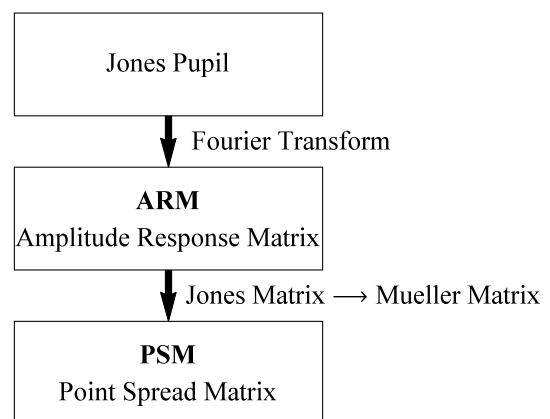 Jones Pupil
Fourier Transform
ARM
Amplitude Response Matrix
Jones Matrix ⟶ Mueller Matrix
PSM
Point Spread Matrix